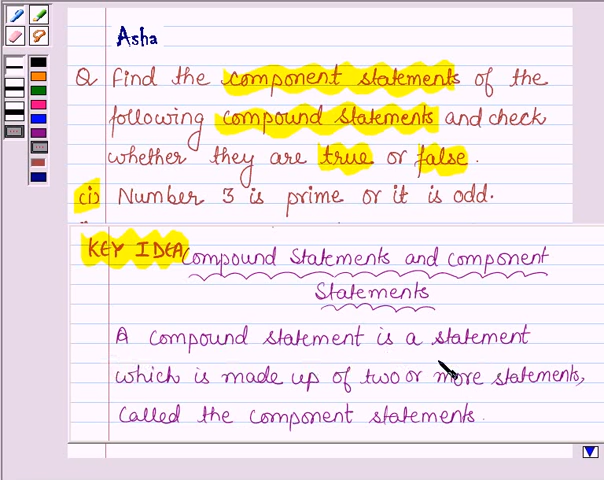 Asha
Q Find the component statements of the
following compound statements and check
whether they are true or false.
(i) Number 3 is prime or it is odd.
KEY IDEA Compound Statements and component
Statements
A compound statement is a statement
which is made up of two or more statements,
called the component statements.